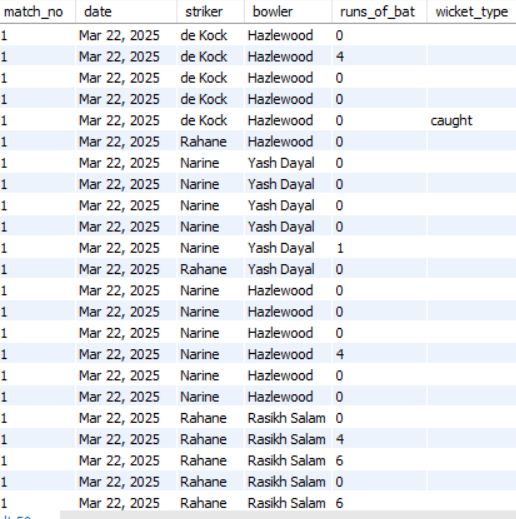 match_no date striker bowler runs_of_bat wicket_type
1 Mar 22, 2025 de Kock Hazlewood 0
1 Mar 22, 2025 de Kock Hazlewood 4
1 Mar 22, 2025 de Kock Hazlewood 0
1 Mar 22, 2025 de Kock Hazlewood 0
1 Mar 22, 2025 de Kock Hazlewood 0 caught
1 Mar 22, 2025 Rahane Hazlewood 0
1 Mar 22, 2025 Narine Yash Dayal 0
1 Mar 22, 2025 Narine Yash Dayal 0
1 Mar 22, 2025 Narine Yash Dayal 0
1 Mar 22, 2025 Narine Yash Dayal 0
1 Mar 22, 2025 Narine Yash Dayal 1
1 Mar 22, 2025 Rahane Yash Dayal 0
1 Mar 22, 2025 Narine Hazlewood 0
1 Mar 22, 2025 Narine Hazlewood 0
1 Mar 22, 2025 Narine Hazlewood 0
1 Mar 22, 2025 Narine Hazlewood 4
1 Mar 22, 2025 Narine Hazlewood 0
1 Mar 22, 2025 Narine Hazlewood 0
1 Mar 22, 2025 Rahane Rasikh Salam 0
1 Mar 22, 2025 Rahane Rasikh Salam 4
1 Mar 22, 2025 Rahane Rasikh Salam 6
1 Mar 22, 2025 Rahane Rasikh Salam 0
1 Mar 22, 2025 Rahane Rasikh Salam 6